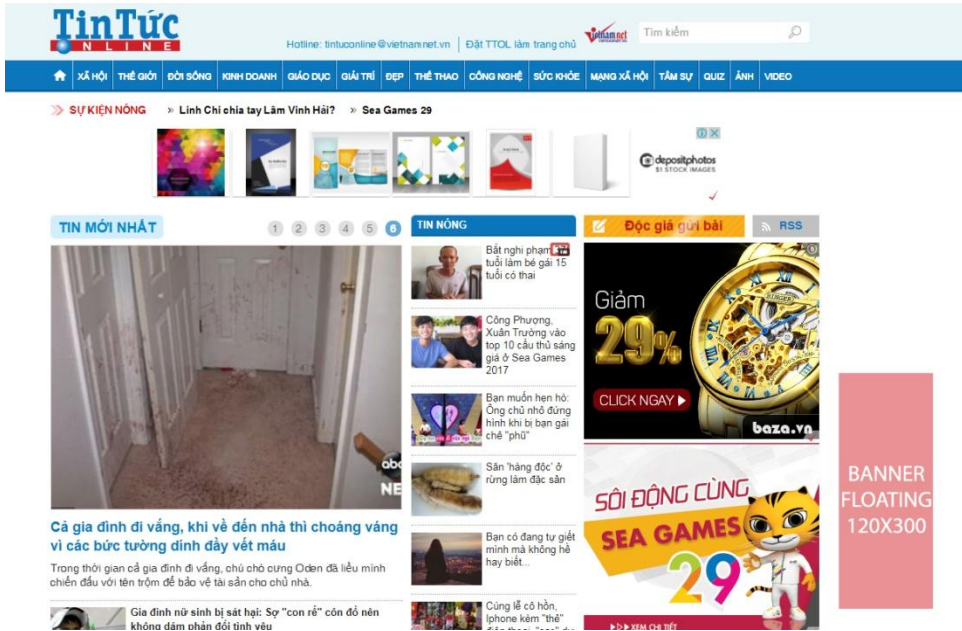 TinTức
ONLINE
Hotline: tintuconline@vietnamnet.vn | Đặt TTOL làm trang chủ
Vietnamnet
Tìm kiếm
XÃ HỘI THẾ GIỚI ĐỜI SỐNG KINH DOANH GIÁO DỤC GIẢI TRÍ ĐẸP THỂ THAO CÔNG NGHỆ SỨC KHỎE MẠNG XÃ HỘI TÂM SỰ QUIZ ẢNH VIDEO
SỰ KIỆN NÓNG » Linh Chi chia tay Lâm Vinh Hải? » Sea Games 29
depositphotos
$1 STOCK IMAGES
TIN MỚI NHẤT
1 2 3 4 5 6
abc
NE
Cả gia đình đi vắng, khi về đến nhà thì choáng váng
vì các bức tường dính đầy vết máu
Trong thời gian cả gia đình đi vắng, chú chó cưng Oden đã liều mình
chiến đấu với tên trộm để bảo vệ tài sản cho chủ nhà.
Gia đình nữ sinh bị sát hại: Sợ "con rể" côn đồ nên
không dám phản đối tình yêu
TIN NÓNG
Bắt nghi phạm
tuổi làm bé gái 15
tuổi có thai
Công Phượng,
Xuân Trường vào
top 10 cầu thủ sáng
giá ở Sea Games
2017
Bạn muốn hẹn hò:
Ông chủ nhỏ đứng
hình khi bị bạn gái
chê "phũ"
Săn 'hàng độc' ở
rừng làm đặc sản
Bạn có đang tự giết
mình mà không hề
hay biết...
Cúng lễ cô hồn,
Iphone kèm "thẻ"
điện thoại, "sạc" dự
Độc giả gửi bài
RSS
Giảm
29%
CLICK NGAY
baza.vn
SÔI ĐỘNG CÙNG
SEA GAMES
29
XEM CHI TIẾT
BANNER
FLOATING
120X300